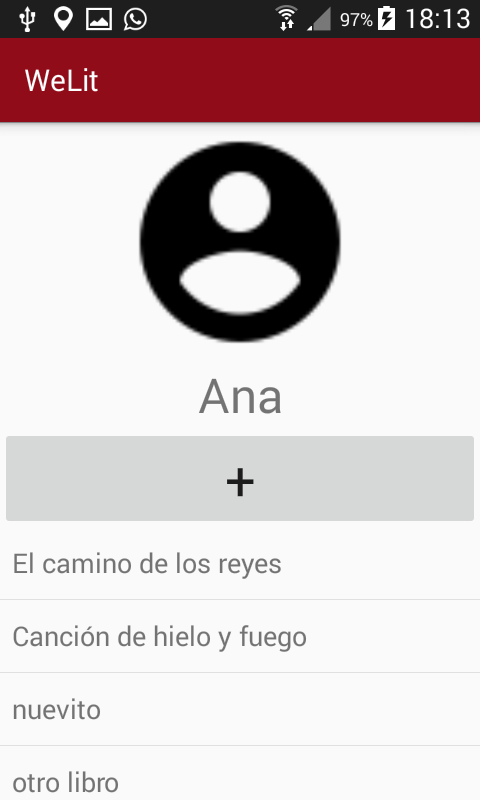 97% 18:13
WeLit
Ana
+
El camino de los reyes
Canción de hielo y fuego
nuevito
otro libro